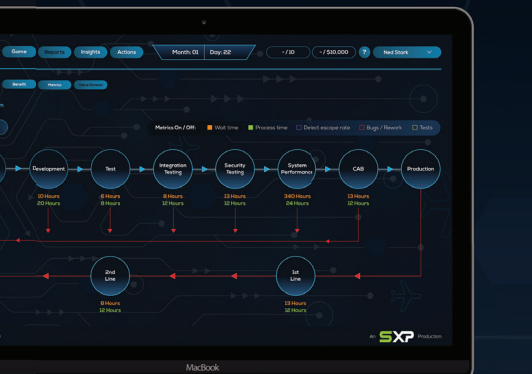 Game Reports Insights Actions Month: 01 Day: 22 - / 10 - / $10,000 ? Ned Stark
Benefit Metrics
Metrics On / Off: Wait time Process time Defect escape rate Bugs / Rework Tests
Development
10 Hours
20 Hours
Test
6 Hours
8 Hours
Integration
Testing
8 Hours
12 Hours
Security
Testing
13 Hours
12 Hours
System
Performance
340 Hours
24 Hours
CAB
13 Hours
12 Hours
Production
2nd
Line
8 Hours
12 Hours
1st
Line
13 Hours
12 Hours
An SXP Production
MacBook